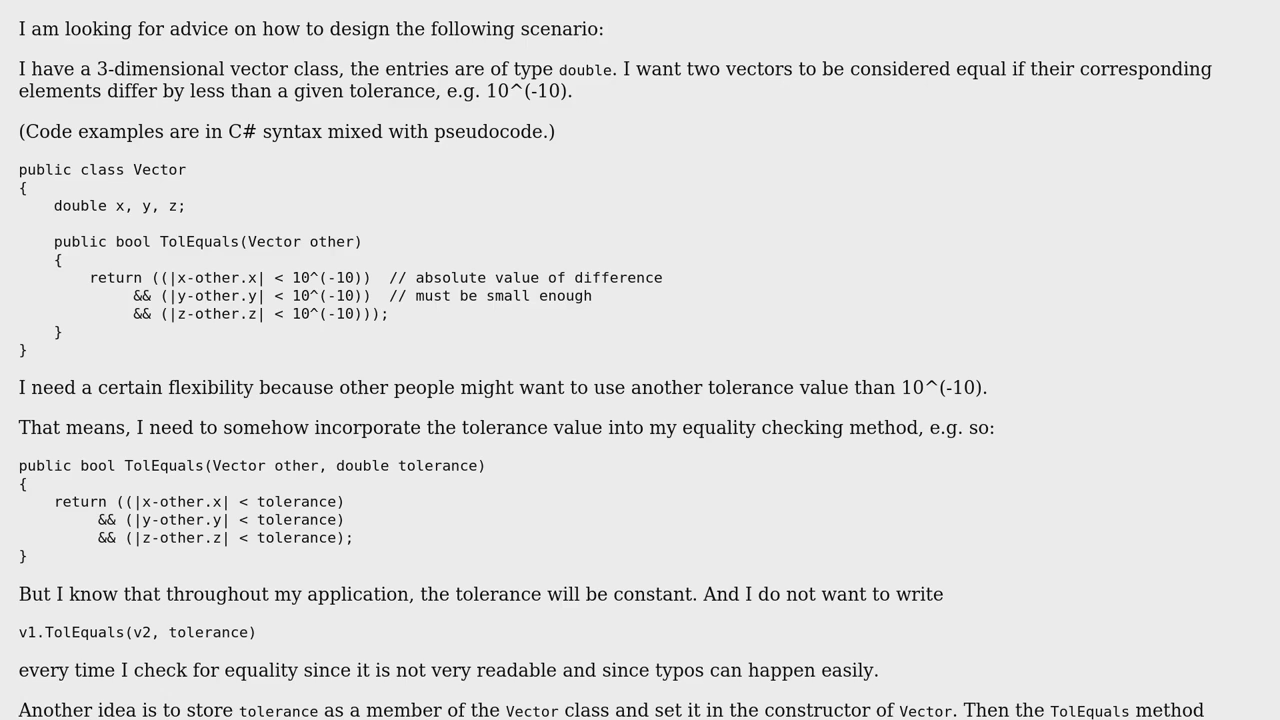 I am looking for advice on how to design the following scenario:
I have a 3-dimensional vector class, the entries are of type double. I want two vectors to be considered equal if their corresponding
elements differ by less than a given tolerance, e.g. 10^(-10).
(Code examples are in C# syntax mixed with pseudocode.)
public class Vector
{
    double x, y, z;
    public bool TolEquals(Vector other)
    {
        return ((|x-other.x| < 10^(-10))  // absolute value of difference
             && (|y-other.y| < 10^(-10))  // must be small enough
             && (|z-other.z| < 10^(-10)));
    }
}
I need a certain flexibility because other people might want to use another tolerance value than 10^(-10).
That means, I need to somehow incorporate the tolerance value into my equality checking method, e.g. so:
public bool TolEquals(Vector other, double tolerance)
{
    return ((|x-other.x| < tolerance)
         && (|y-other.y| < tolerance)
         && (|z-other.z| < tolerance);
}
But I know that throughout my application, the tolerance will be constant. And I do not want to write
v1.TolEquals(v2, tolerance)
every time I check for equality since it is not very readable and since typos can happen easily.
Another idea is to store tolerance as a member of the Vector class and set it in the constructor of Vector. Then the TolEquals method